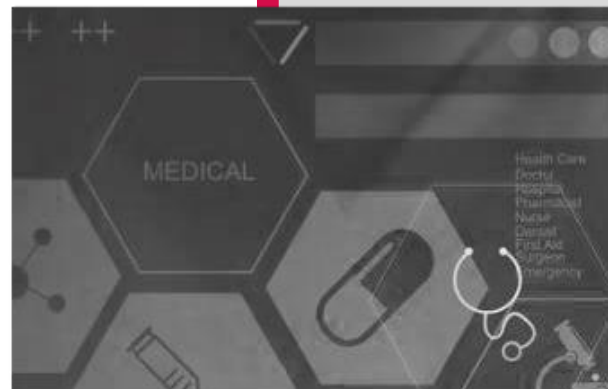 MEDICAL
Health Care
Doctor
Hospital
Pharmacist
Nurse
Dentist
First Aid
Surgeon
Emergency